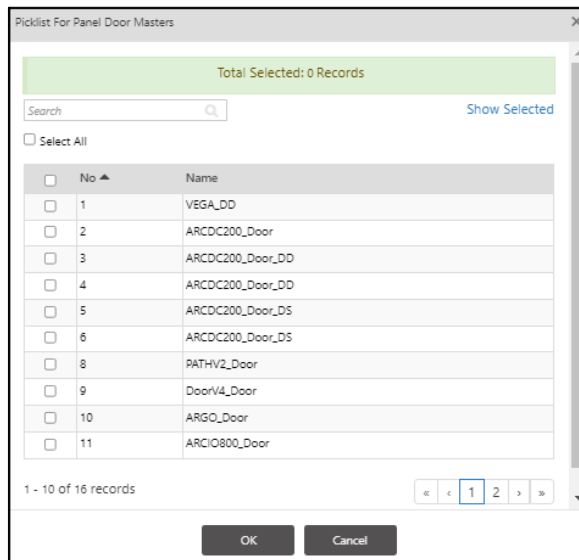 Picklist For Panel Door Masters
Total Selected: 0 Records
Search
Show Selected
Select All
No Name
1 VEGA_DD
2 ARCDC200_Door
3 ARCDC200_Door_DD
4 ARCDC200_Door_DD
5 ARCDC200_Door_DS
6 ARCDC200_Door_DS
8 PATHV2_Door
9 DoorV4_Door
10 ARGO_Door
11 ARCIO800_Door
1 - 10 of 16 records « ‹ 1 2 › »
OK Cancel